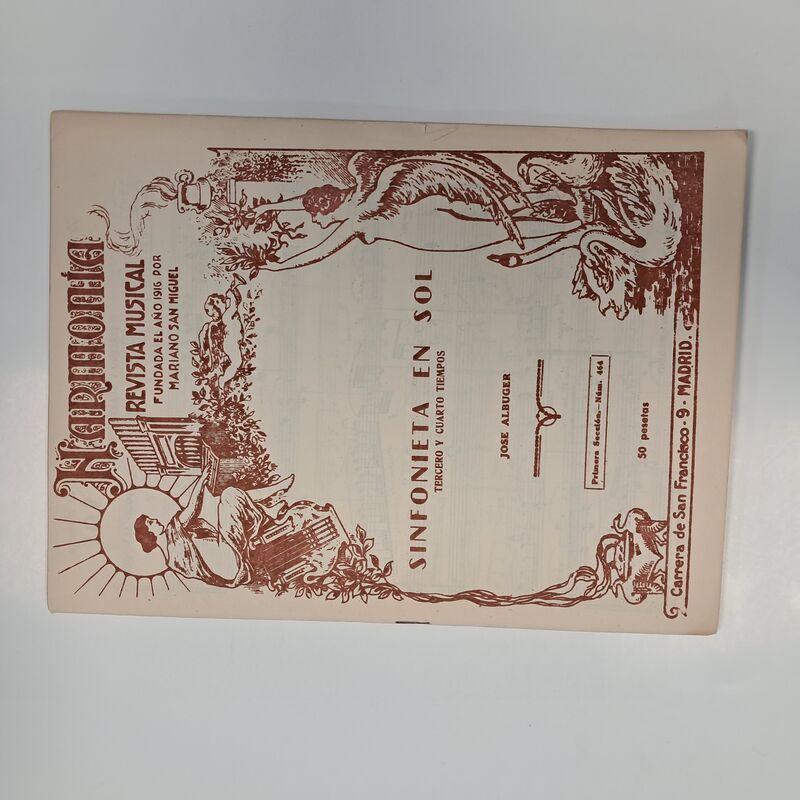 HARMONÍA
REVISTA MUSICAL
FUNDADA EL AÑO 1916 POR
MARIANO SAN MIGUEL
SINFONIETA EN SOL
TERCERO Y CUARTO TIEMPOS
JOSE ALBUGER
Primera Sección.—Núm. 464
50 pesetas
Carrera de San Francisco - 9 - MADRID.